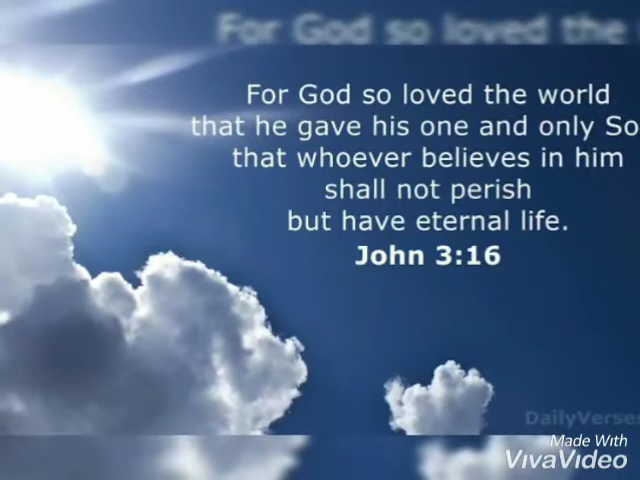 For God so loved the
For God so loved the world
that he gave his one and only So
that whoever believes in him
shall not perish
but have eternal life.
John 3:16
DailyVerses
Made With
VivaVideo